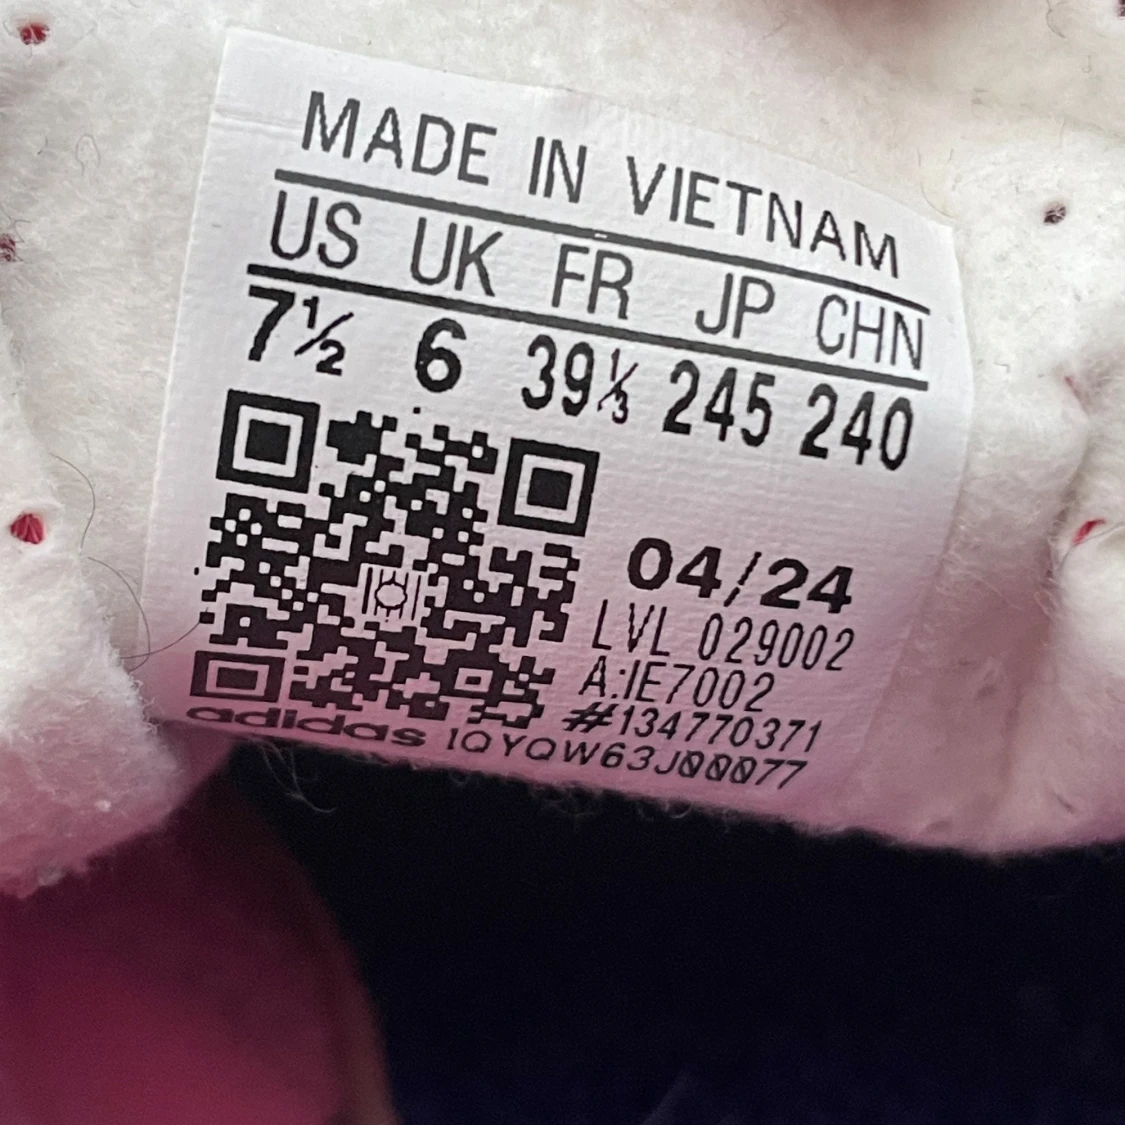 MADE IN VIETNAM
US UK FR JP CHN
7½ 6 39⅓ 245 240
04/24
LVL 029002
A:IE7002
#134770371
adidas 1QYQW63J00077